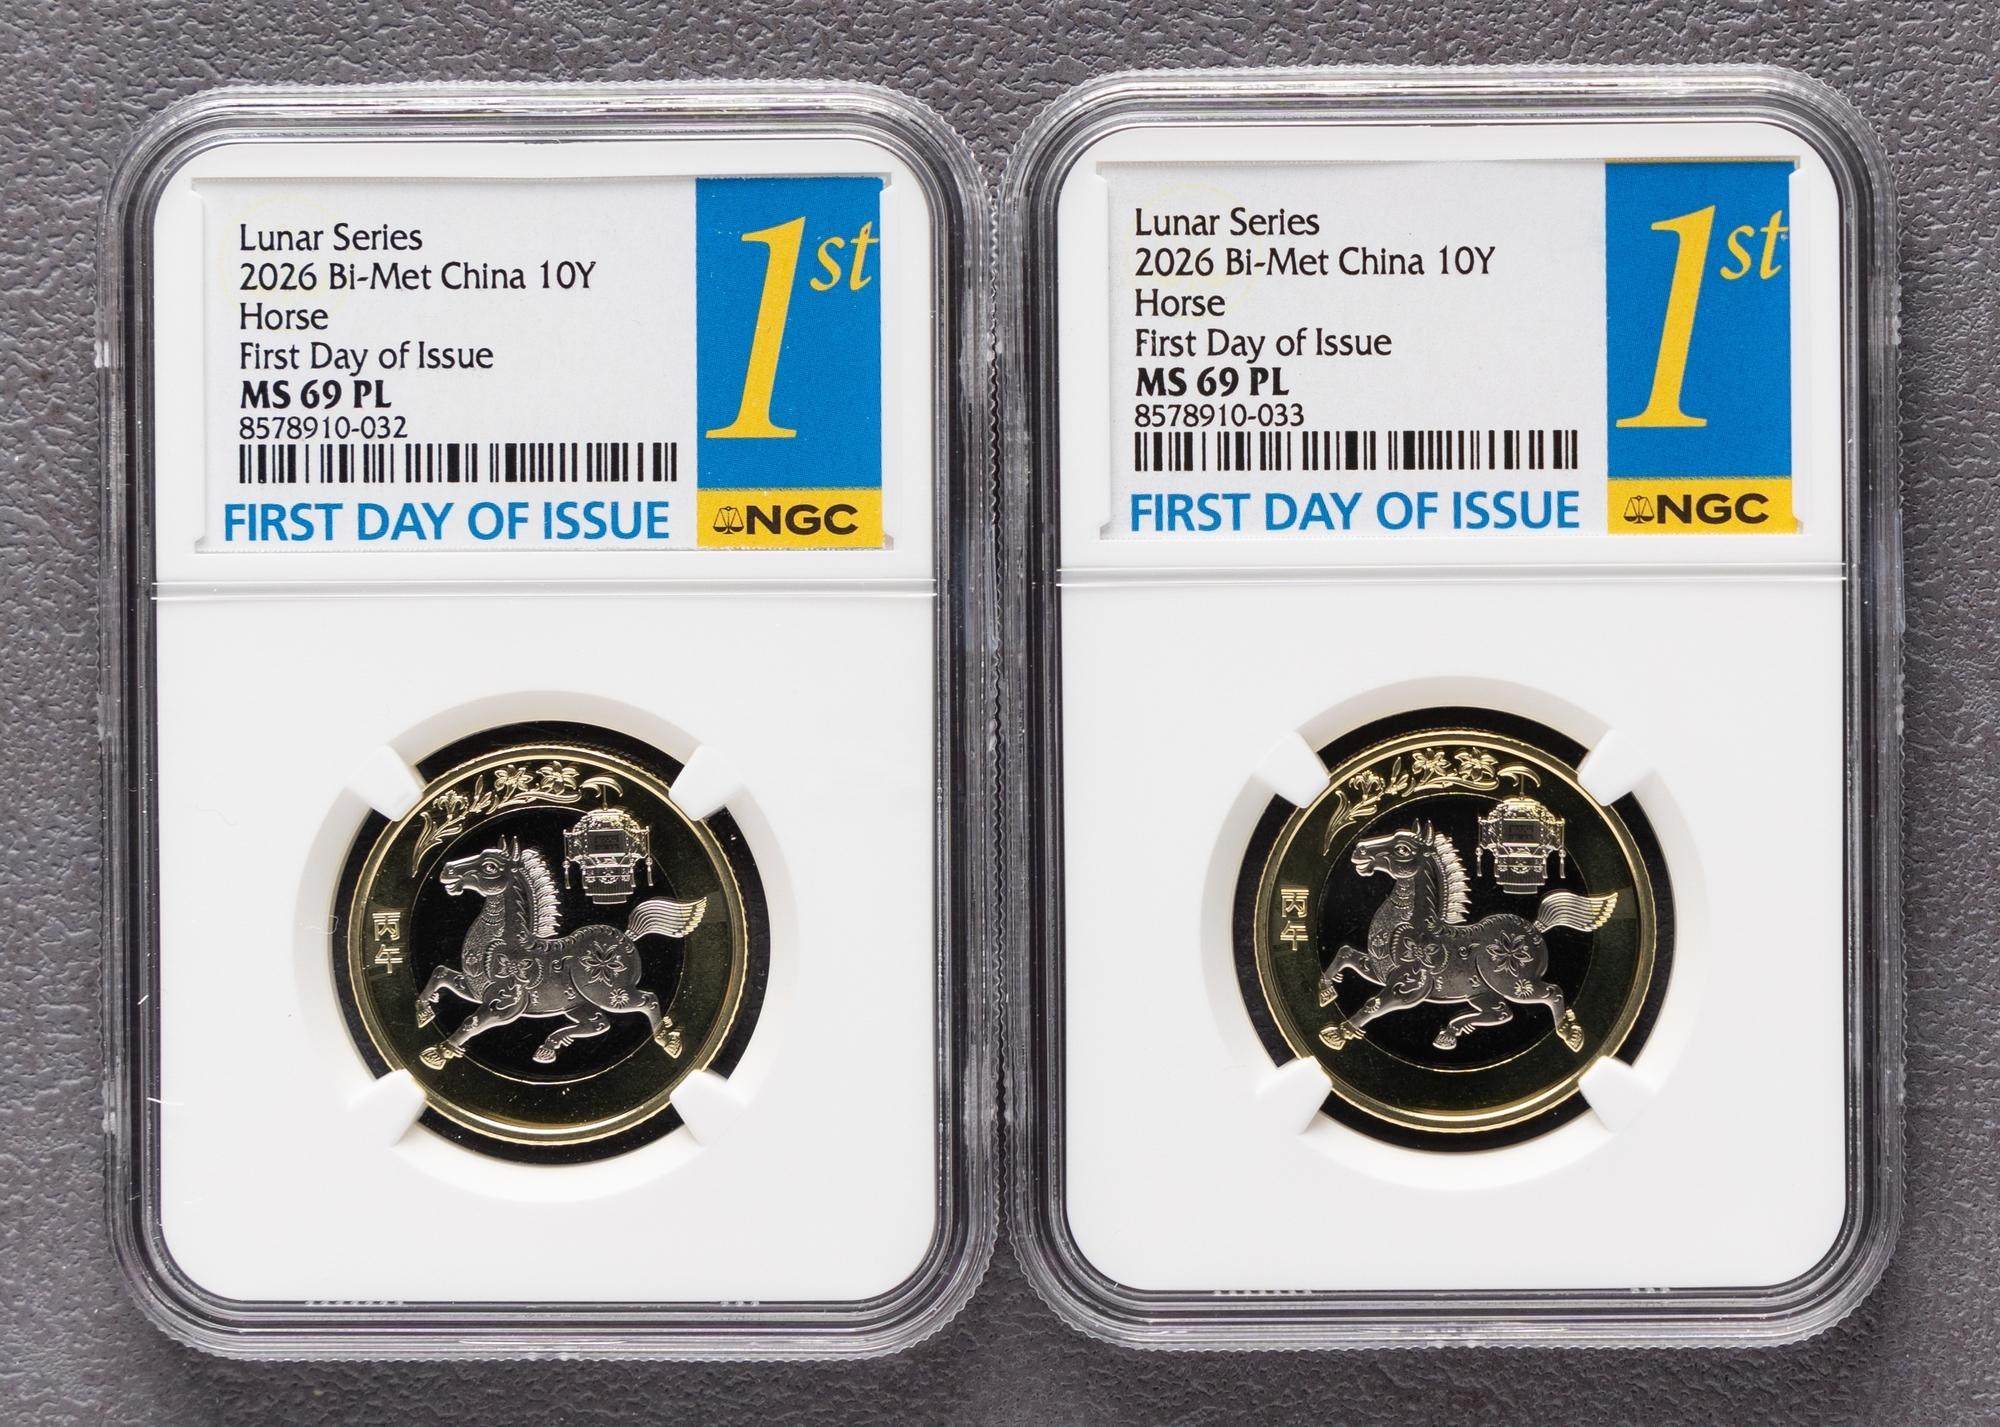 Lunar Series
2026 Bi-Met China 10Y
Horse
First Day of Issue
MS 69 PL
8578910-032
FIRST DAY OF ISSUE
1st
NGC
丙午
Lunar Series
2026 Bi-Met China 10Y
Horse
First Day of Issue
MS 69 PL
8578910-033
FIRST DAY OF ISSUE
1st
NGC
丙午